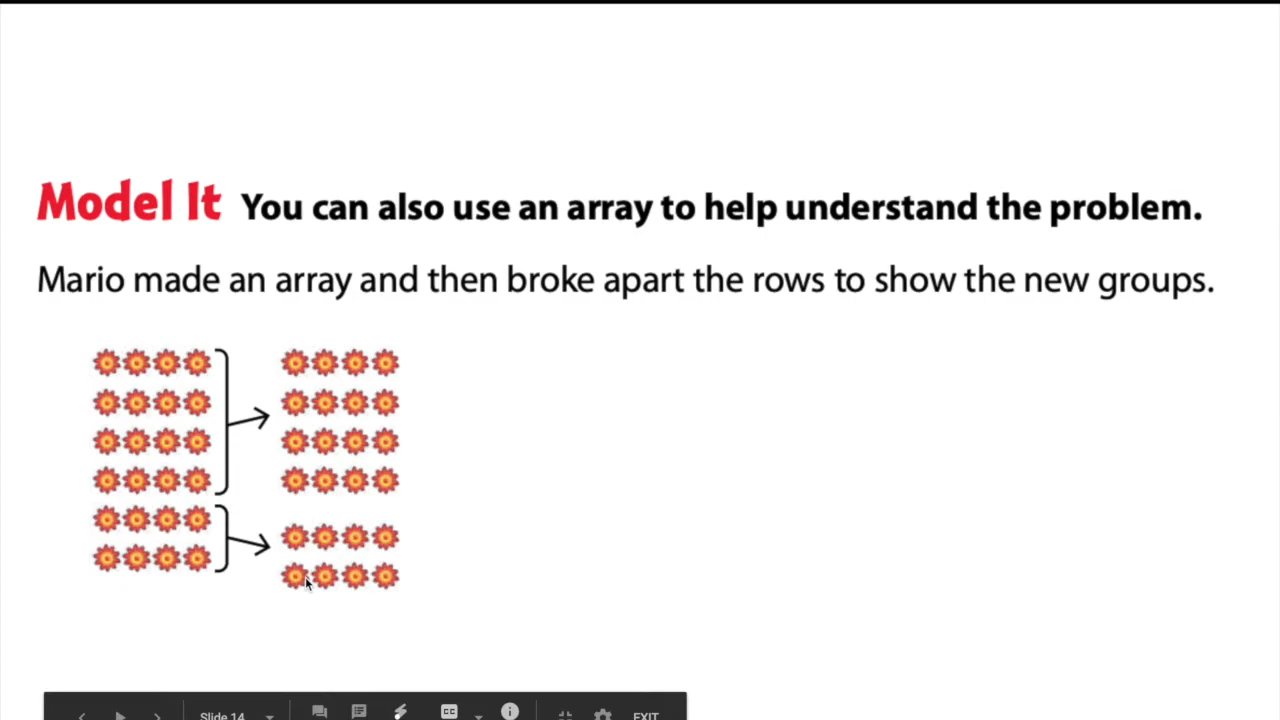 Model It You can also use an array to help understand the problem.
Mario made an array and then broke apart the rows to show the new groups.
Slide 14
CC
EXIT